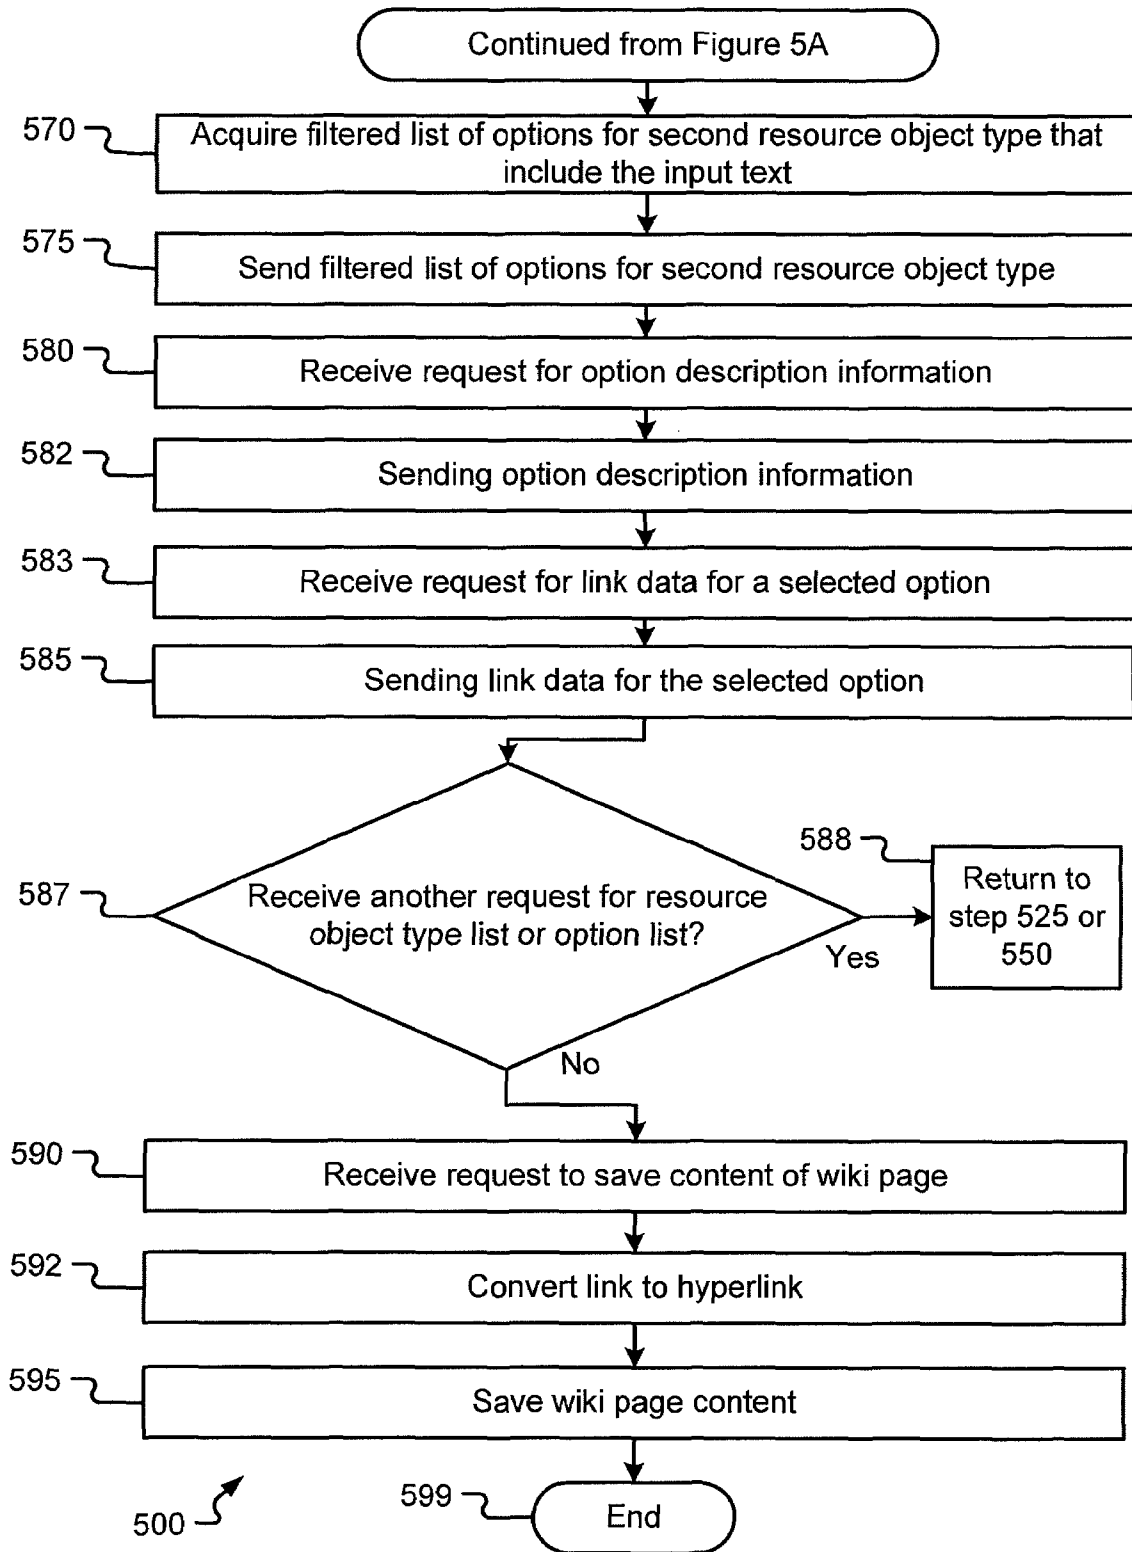 Continued from Figure 5A
570
Acquire filtered list of options for second resource object type that
include the input text
575
Send filtered list of options for second resource object type
580
Receive request for option description information
582
Sending option description information
583
Receive request for link data for a selected option
585
Sending link data for the selected option
587
Receive another request for resource
object type list or option list?
588
Return to
step 525 or
550
Yes
No
590
Receive request to save content of wiki page
592
Convert link to hyperlink
595
Save wiki page content
599
End
500